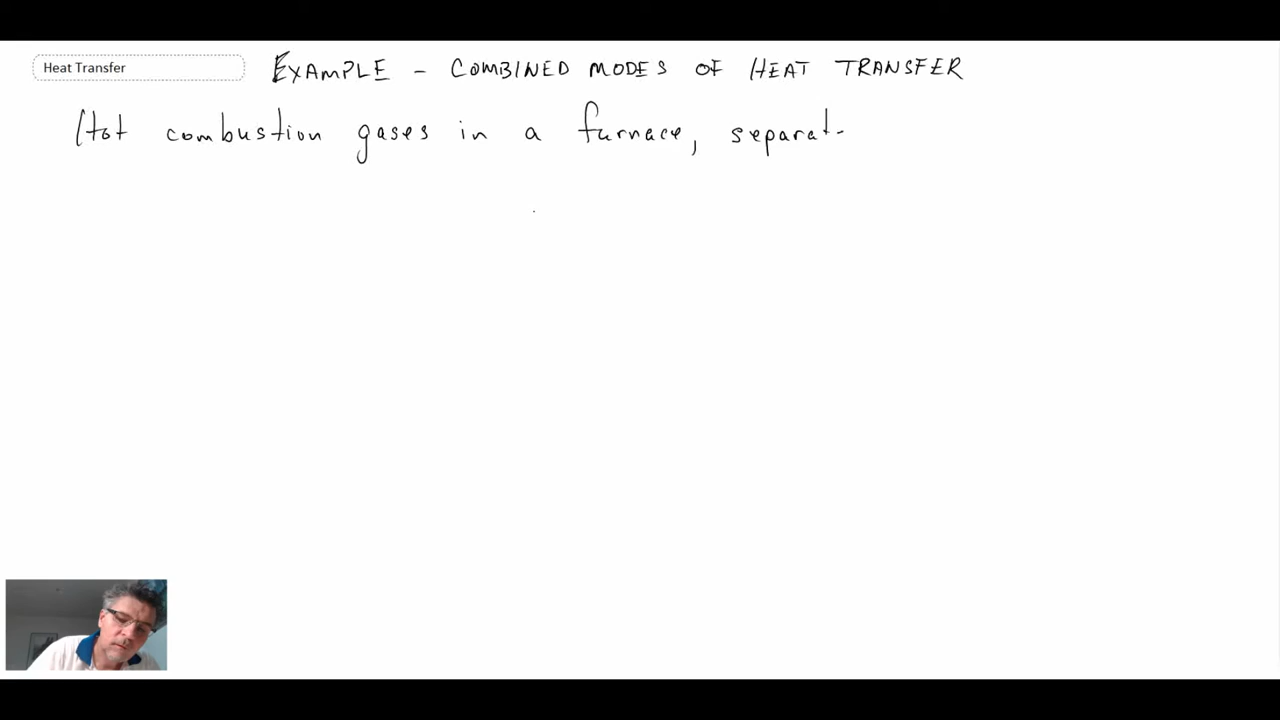 Heat Transfer
EXAMPLE - COMBINED MODES OF HEAT TRANSFER
Hot combustion gases in a furnace, separat